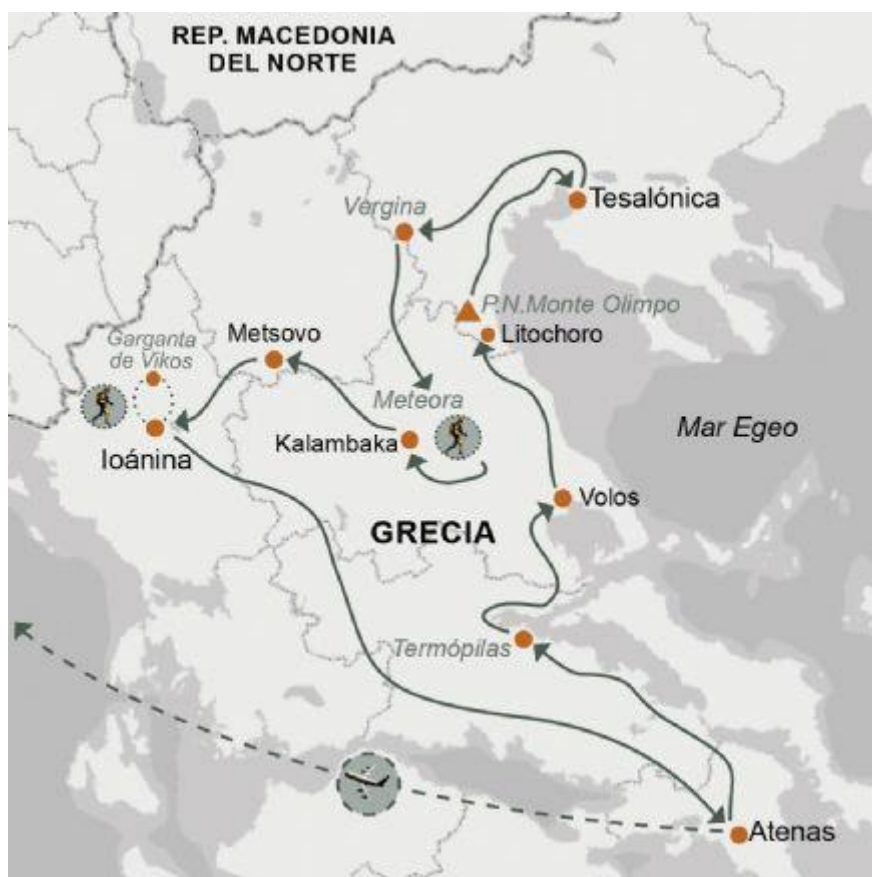 REP. MACEDONIA
DEL NORTE
Vergina
Tesalónica
P.N.Monte Olimpo
Litochoro
Metsovo
Garganta
de Vikos
Meteora
Kalambaka
Ioánina
Mar Egeo
Volos
GRECIA
Termópilas
Atenas